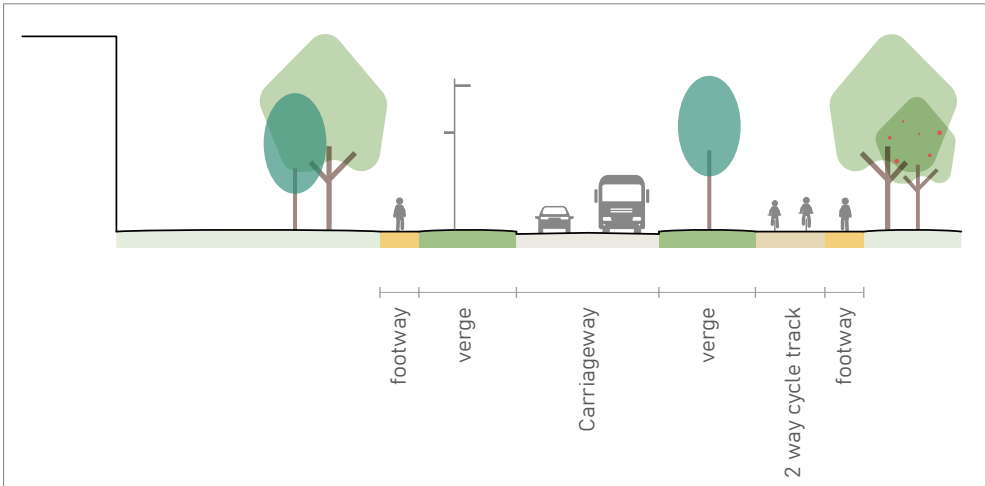 footway
verge
Carriageway
verge
2 way cycle track
footway